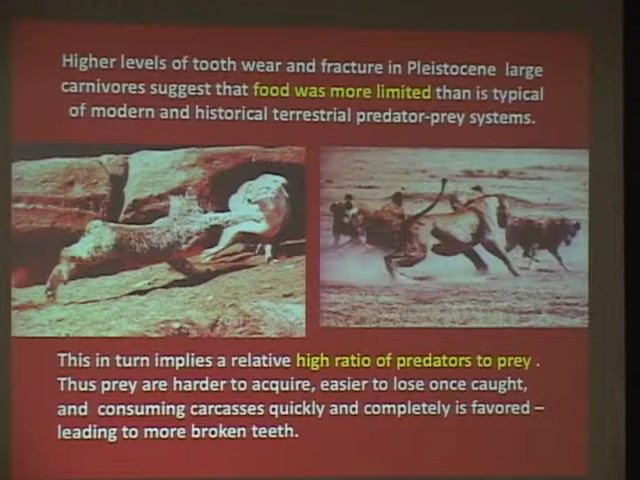 Higher levels of tooth wear and fracture in Pleistocene large
carnivores suggest that food was more limited than is typical
of modern and historical terrestrial predator-prey systems.
This in turn implies a relative high ratio of predators to prey .
Thus prey are harder to acquire, easier to lose once caught,
and consuming carcasses quickly and completely is favored –
leading to more broken teeth.